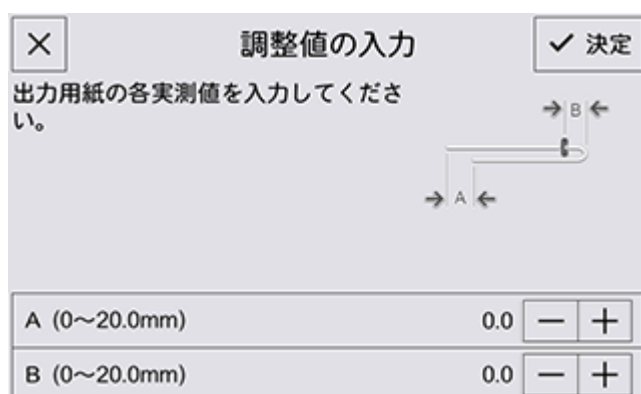 調整値の入力
決定
出力用紙の各実測値を入力してくださ
い。
B
A
A (0～20.0mm) 0.0
B (0～20.0mm) 0.0